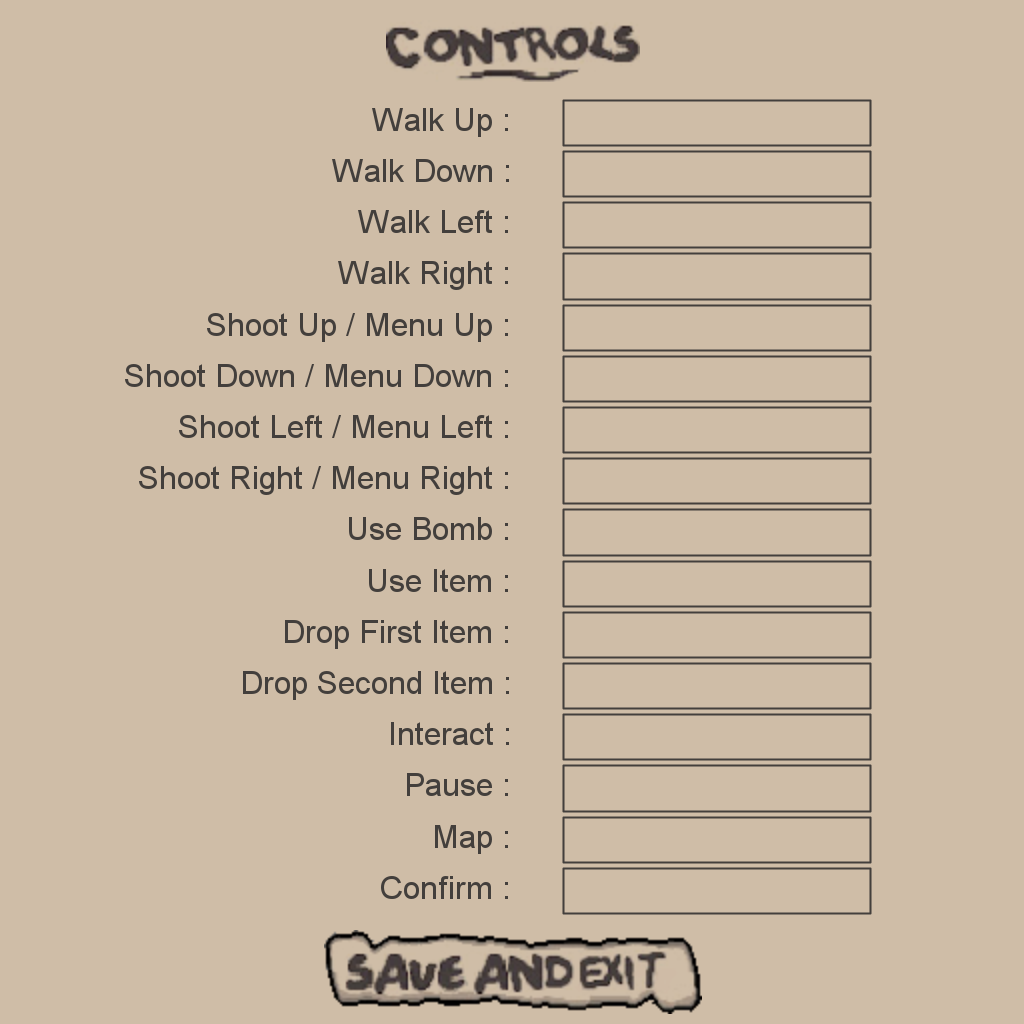 CONTROLS
Walk Up :
Walk Down :
Walk Left :
Walk Right :
Shoot Up / Menu Up :
Shoot Down / Menu Down :
Shoot Left / Menu Left :
Shoot Right / Menu Right :
Use Bomb :
Use Item :
Drop First Item :
Drop Second Item :
Interact :
Pause :
Map :
Confirm :
SAVE AND EXIT